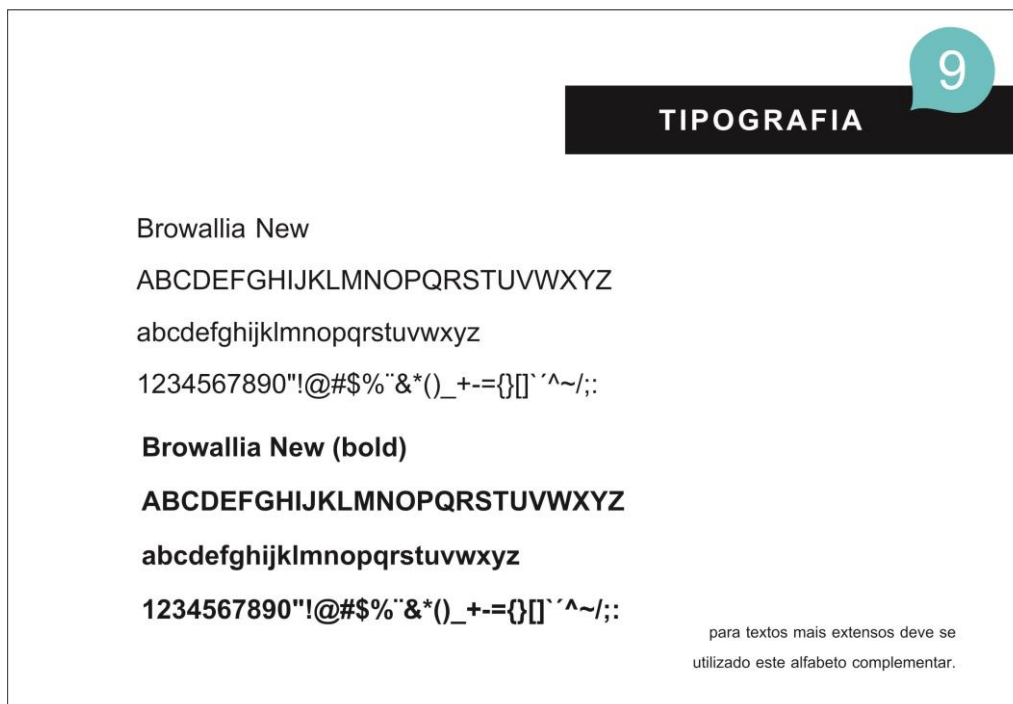 9
TIPOGRAFIA
Browallia New
ABCDEFGHIJKLMNOPQRSTUVWXYZ
abcdefghijklmnopqrstuvwxyz
1234567890"!@#$%¨&*()_+-={}[]`´^~/;:
Browallia New (bold)
ABCDEFGHIJKLMNOPQRSTUVWXYZ
abcdefghijklmnopqrstuvwxyz
1234567890"!@#$%¨&*()_+-={}[]`´^~/;:
para textos mais extensos deve se
utilizado este alfabeto complementar.